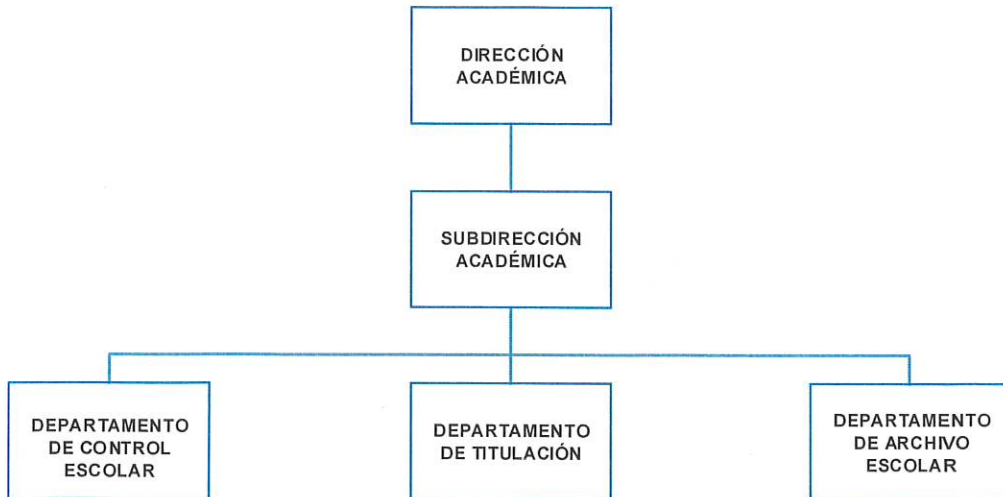 DIRECCIÓN
ACADÉMICA
SUBDIRECCIÓN
ACADÉMICA
DEPARTAMENTO
DE CONTROL
ESCOLAR
DEPARTAMENTO
DE TITULACIÓN
DEPARTAMENTO
DE ARCHIVO
ESCOLAR